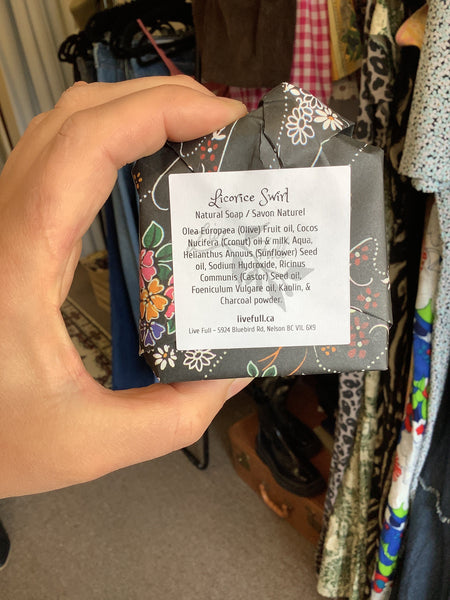 Licorice Swirl
Natural Soap / Savon Naturel
Olea Europaea (Olive) Fruit oil, Cocos
Nucifera (Cconut) oil & milk, Aqua,
Helianthus Annuus (Sunflower) Seed
oil, Sodium Hydroxide, Ricinus
Communis (Castor) Seed oil,
Foeniculum Vulgare oil, Kaolin, &
Charcoal powder.
livefull.ca
Live Full - 5924 Bluebird Rd, Nelson BC V1L 6X9